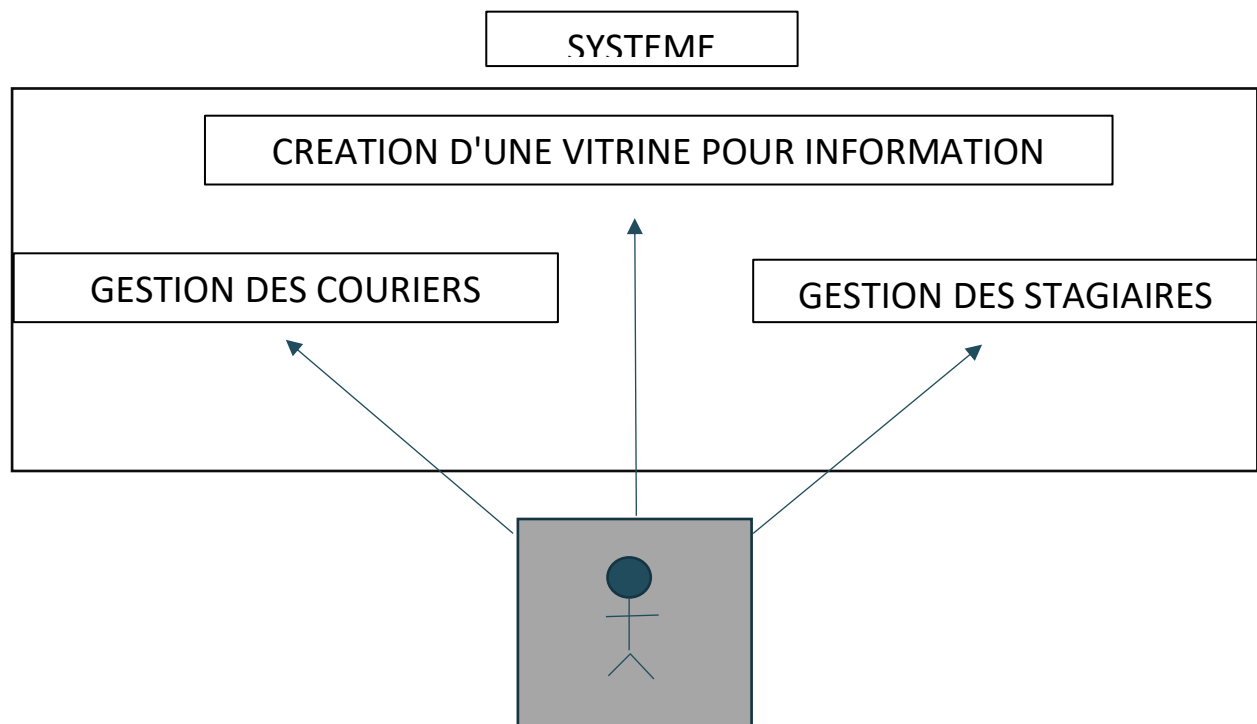 SYSTEME
CREATION D'UNE VITRINE POUR INFORMATION
GESTION DES COURIERS
GESTION DES STAGIAIRES